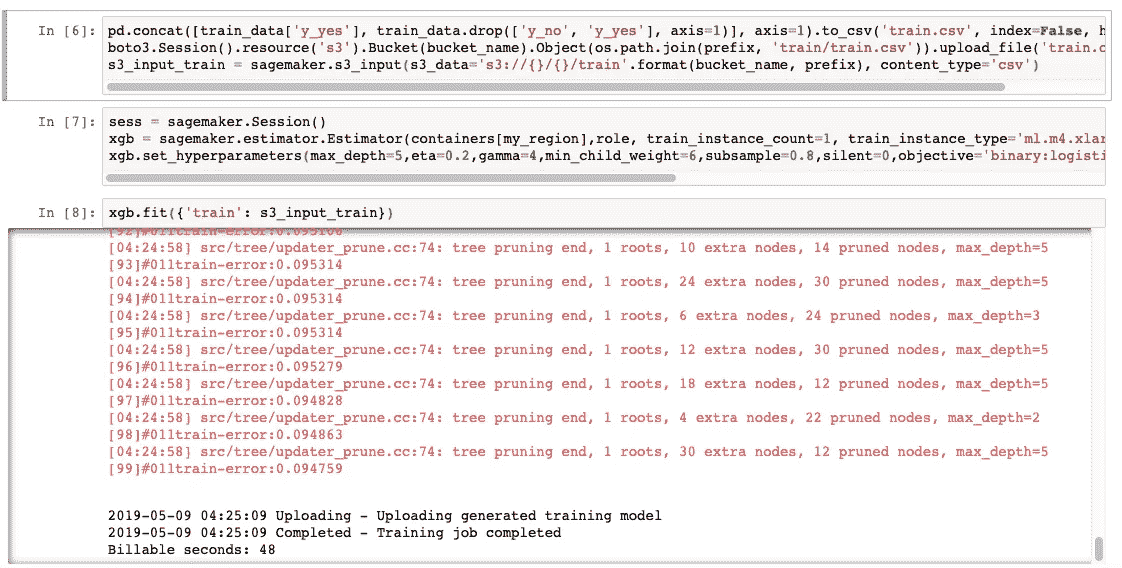 In [6]: pd.concat([train_data['y_yes'], train_data.drop(['y_no', 'y_yes'], axis=1)], axis=1).to_csv('train.csv', index=False, h
boto3.Session().resource('s3').Bucket(bucket_name).Object(os.path.join(prefix, 'train/train.csv')).upload_file('train.c
s3_input_train = sagemaker.s3_input(s3_data='s3://{}/{}/train'.format(bucket_name, prefix), content_type='csv')
In [7]: sess = sagemaker.Session()
xgb = sagemaker.estimator.Estimator(containers[my_region],role, train_instance_count=1, train_instance_type='ml.m4.xlar
xgb.set_hyperparameters(max_depth=5,eta=0.2,gamma=4,min_child_weight=6,subsample=0.8,silent=0,objective='binary:logisti
In [8]: xgb.fit({'train': s3_input_train})
[04:24:58] src/tree/updater_prune.cc:74: tree pruning end, 1 roots, 10 extra nodes, 14 pruned nodes, max_depth=5
[93]#011train-error:0.095314
[04:24:58] src/tree/updater_prune.cc:74: tree pruning end, 1 roots, 24 extra nodes, 30 pruned nodes, max_depth=5
[94]#011train-error:0.095314
[04:24:58] src/tree/updater_prune.cc:74: tree pruning end, 1 roots, 6 extra nodes, 24 pruned nodes, max_depth=3
[95]#011train-error:0.095314
[04:24:58] src/tree/updater_prune.cc:74: tree pruning end, 1 roots, 12 extra nodes, 30 pruned nodes, max_depth=5
[96]#011train-error:0.095279
[04:24:58] src/tree/updater_prune.cc:74: tree pruning end, 1 roots, 18 extra nodes, 12 pruned nodes, max_depth=5
[97]#011train-error:0.094828
[04:24:58] src/tree/updater_prune.cc:74: tree pruning end, 1 roots, 4 extra nodes, 22 pruned nodes, max_depth=2
[98]#011train-error:0.094863
[04:24:58] src/tree/updater_prune.cc:74: tree pruning end, 1 roots, 30 extra nodes, 12 pruned nodes, max_depth=5
[99]#011train-error:0.094759
2019-05-09 04:25:09 Uploading - Uploading generated training model
2019-05-09 04:25:09 Completed - Training job completed
Billable seconds: 48